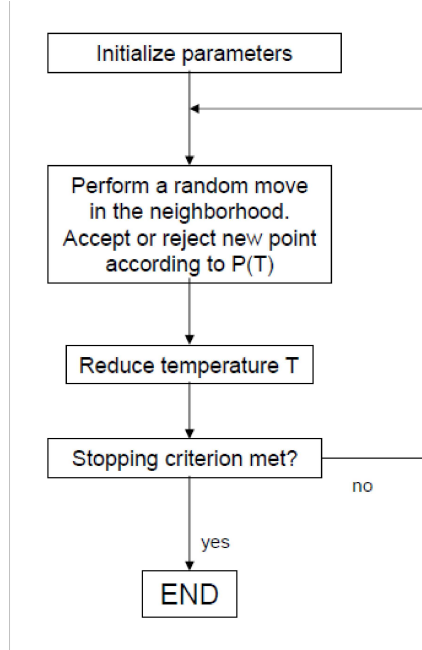 Initialize parameters
Perform a random move
in the neighborhood.
Accept or reject new point
according to P(T)
Reduce temperature T
Stopping criterion met?
no
yes
END